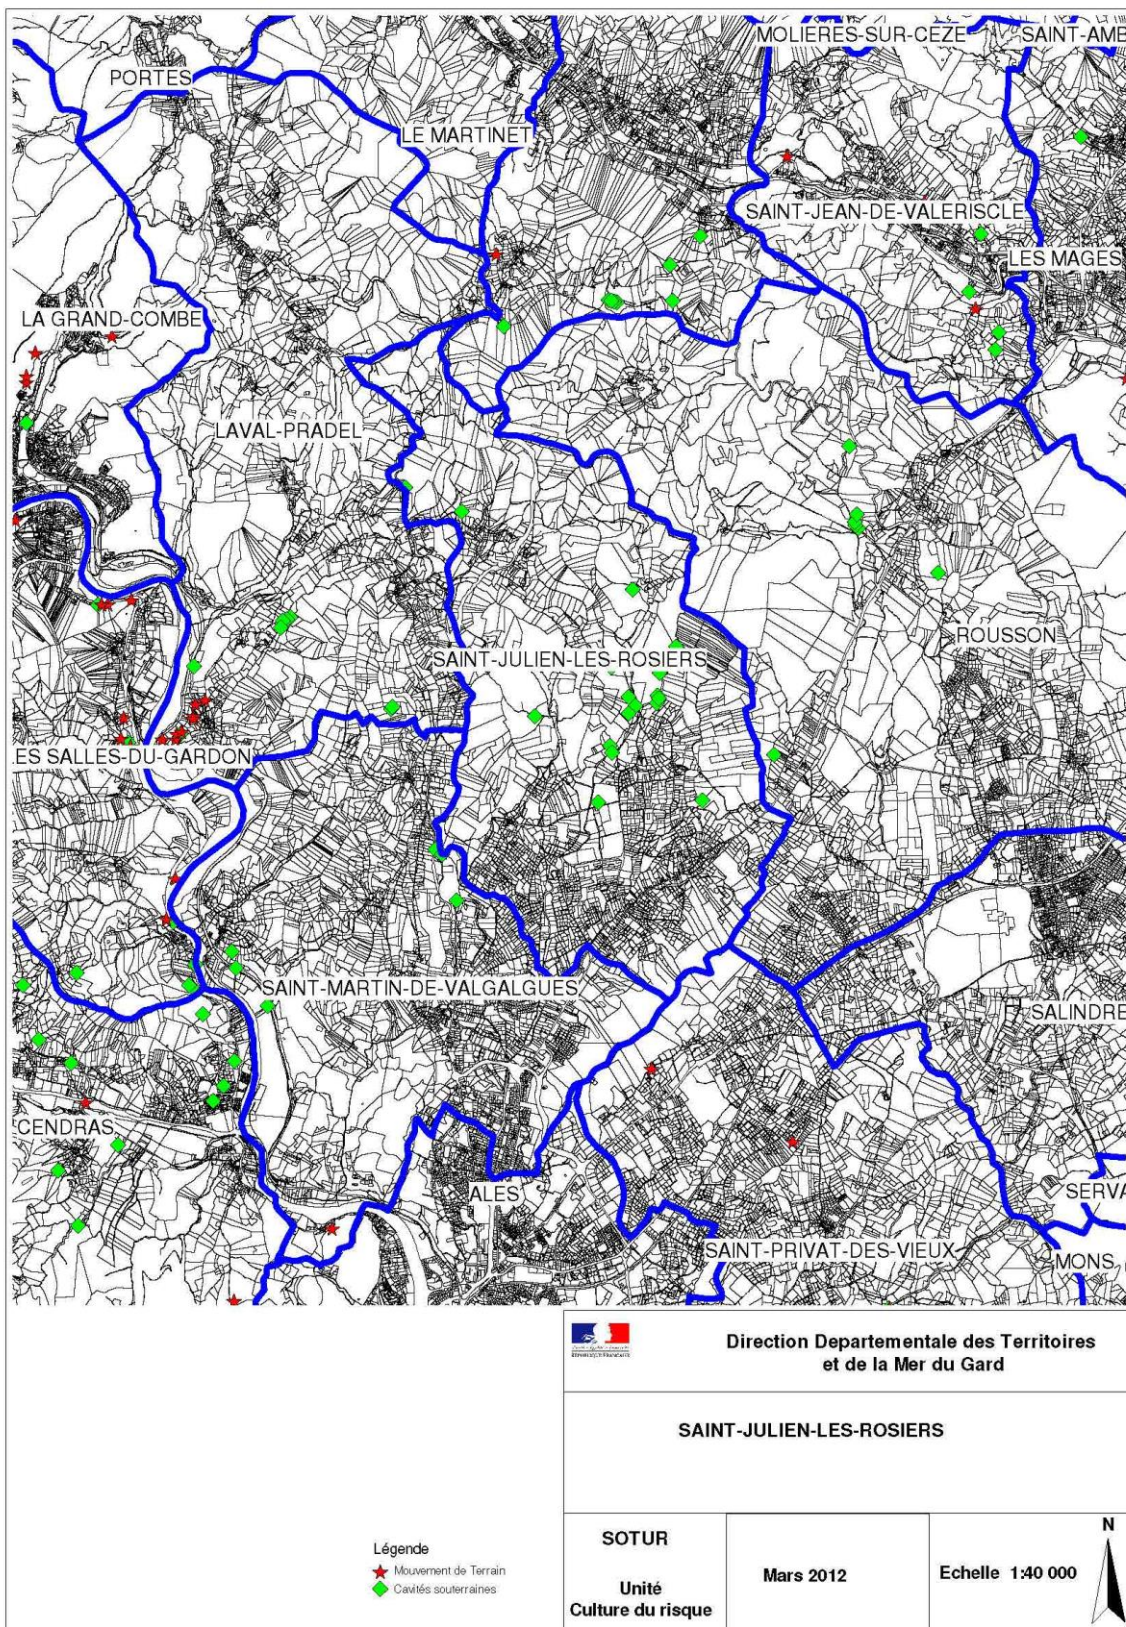 MOLIERES-SUR-CEZE
SAINT-AMB
PORTES
LE MARTINET
SAINT-JEAN-DE-VALERISCLE
LES MAGES
LA GRAND-COMBE
LAVAL-PRADEL
ROUSSON
SAINT-JULIEN-LES-ROSIERS
ES SALLES-DU-GARDON
SAINT-MARTIN-DE-VALGALGUES
SALINDRE
CENDRAS
ALES
SERVA
SAINT-PRIVAT-DES-VIEUX
MONS
Direction Departementale des Territoires
et de la Mer du Gard
SAINT-JULIEN-LES-ROSIERS
Légende
Mouvement de Terrain
Cavités souterraines
SOTUR
Unité
Culture du risque
Mars 2012
Echelle 1:40 000
N